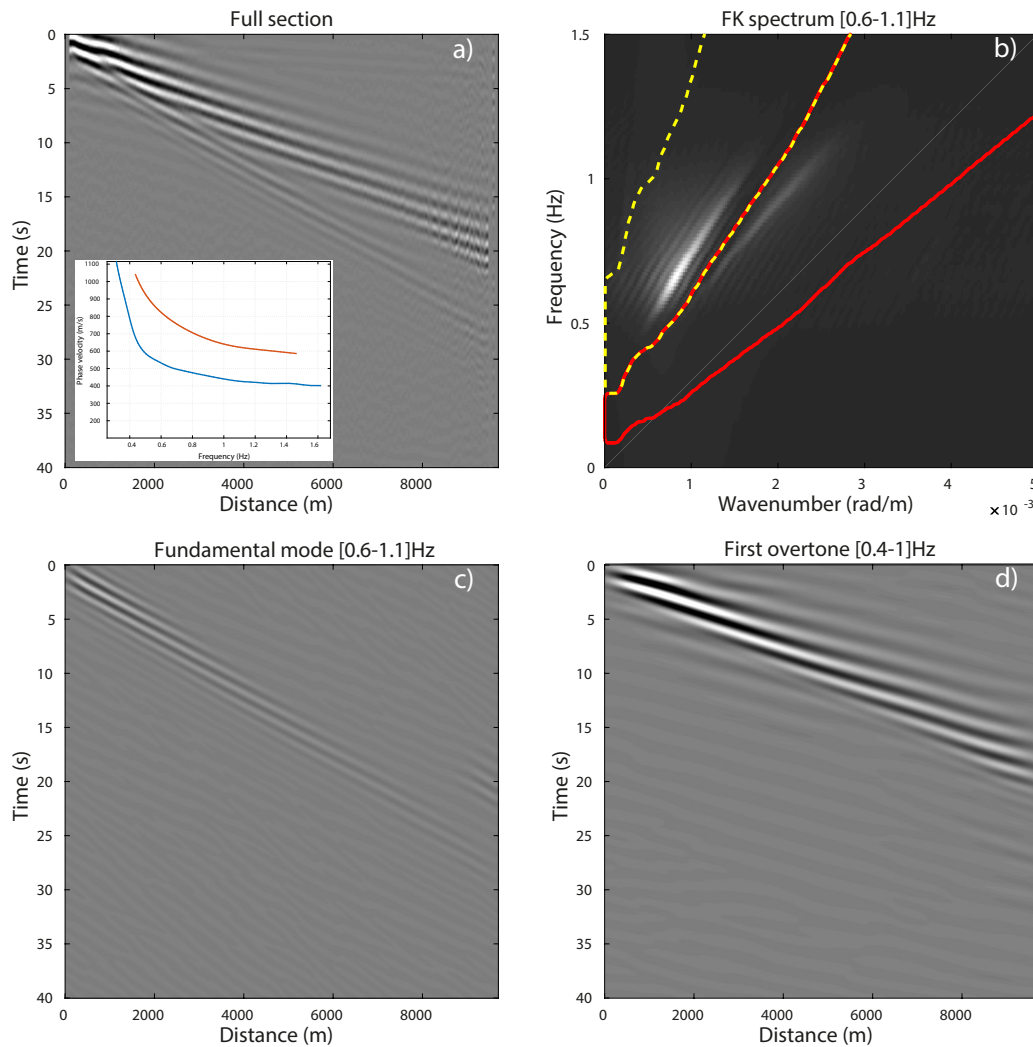 Full section
a)
0
5
10
15
20
25
30
35
40
Time (s)
0 2000 4000 6000 8000
Distance (m)
1100
1000
900
800
700
600
500
400
300
200
Phase velocity (m/s)
0.4 0.6 0.8 1 1.2 1.4 1.6
Frequency (Hz)
FK spectrum [0.6-1.1]Hz
b)
1.5
1
0.5
0
Frequency (Hz)
0 1 2 3 4 5
Wavenumber (rad/m)
× 10 -3
Fundamental mode [0.6-1.1]Hz
c)
0
5
10
15
20
25
30
35
40
Time (s)
0 2000 4000 6000 8000
Distance (m)
First overtone [0.4-1]Hz
d)
0
5
10
15
20
25
30
35
40
Time (s)
0 2000 4000 6000 8000
Distance (m)